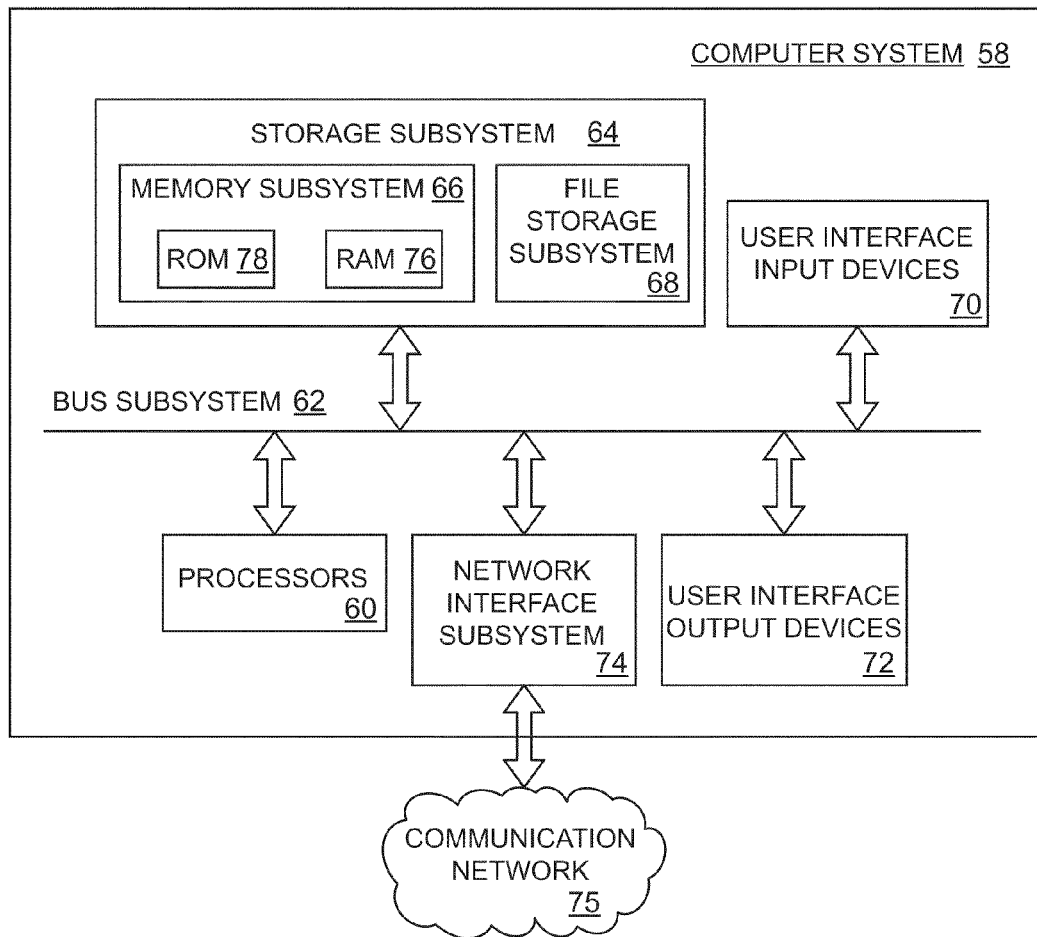 COMPUTER SYSTEM 58
STORAGE SUBSYSTEM 64
MEMORY SUBSYSTEM 66
ROM 78
RAM 76
FILE
STORAGE
SUBSYSTEM
68
USER INTERFACE
INPUT DEVICES
70
BUS SUBSYSTEM 62
PROCESSORS
60
NETWORK
INTERFACE
SUBSYSTEM
74
USER INTERFACE
OUTPUT DEVICES
72
COMMUNICATION
NETWORK
75